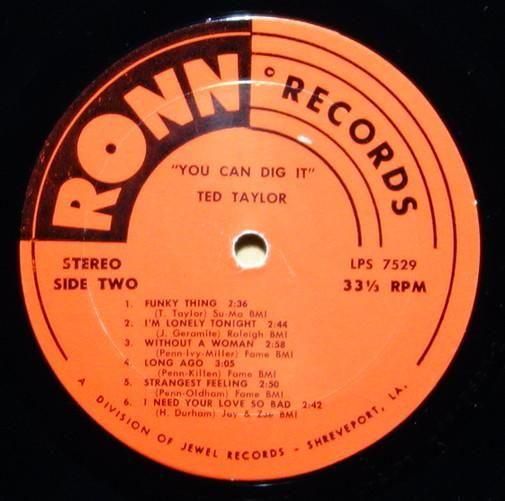 RONN RECORDS
"YOU CAN DIG IT"
TED TAYLOR
STEREO
SIDE TWO
LPS 7529
33⅓ RPM
1. FUNKY THING 2:36
(T. Taylor) Su-Ma BMI
2. I'M LONELY TONIGHT 2:44
(J. Geramite) Raleigh BMI
3. WITHOUT A WOMAN 2:58
(Penn-Ivy-Miller) Fame BMI
4. LONG AGO 3:05
(Penn-Killen) Fame BMI
5. STRANGEST FEELING 2:50
(Penn-Oldham) Fame BMI
6. I NEED YOUR LOVE SO BAD 2:42
(H. Durham) Jay & Zoe BMI
A DIVISION OF JEWEL RECORDS - SHREVEPORT, LA.